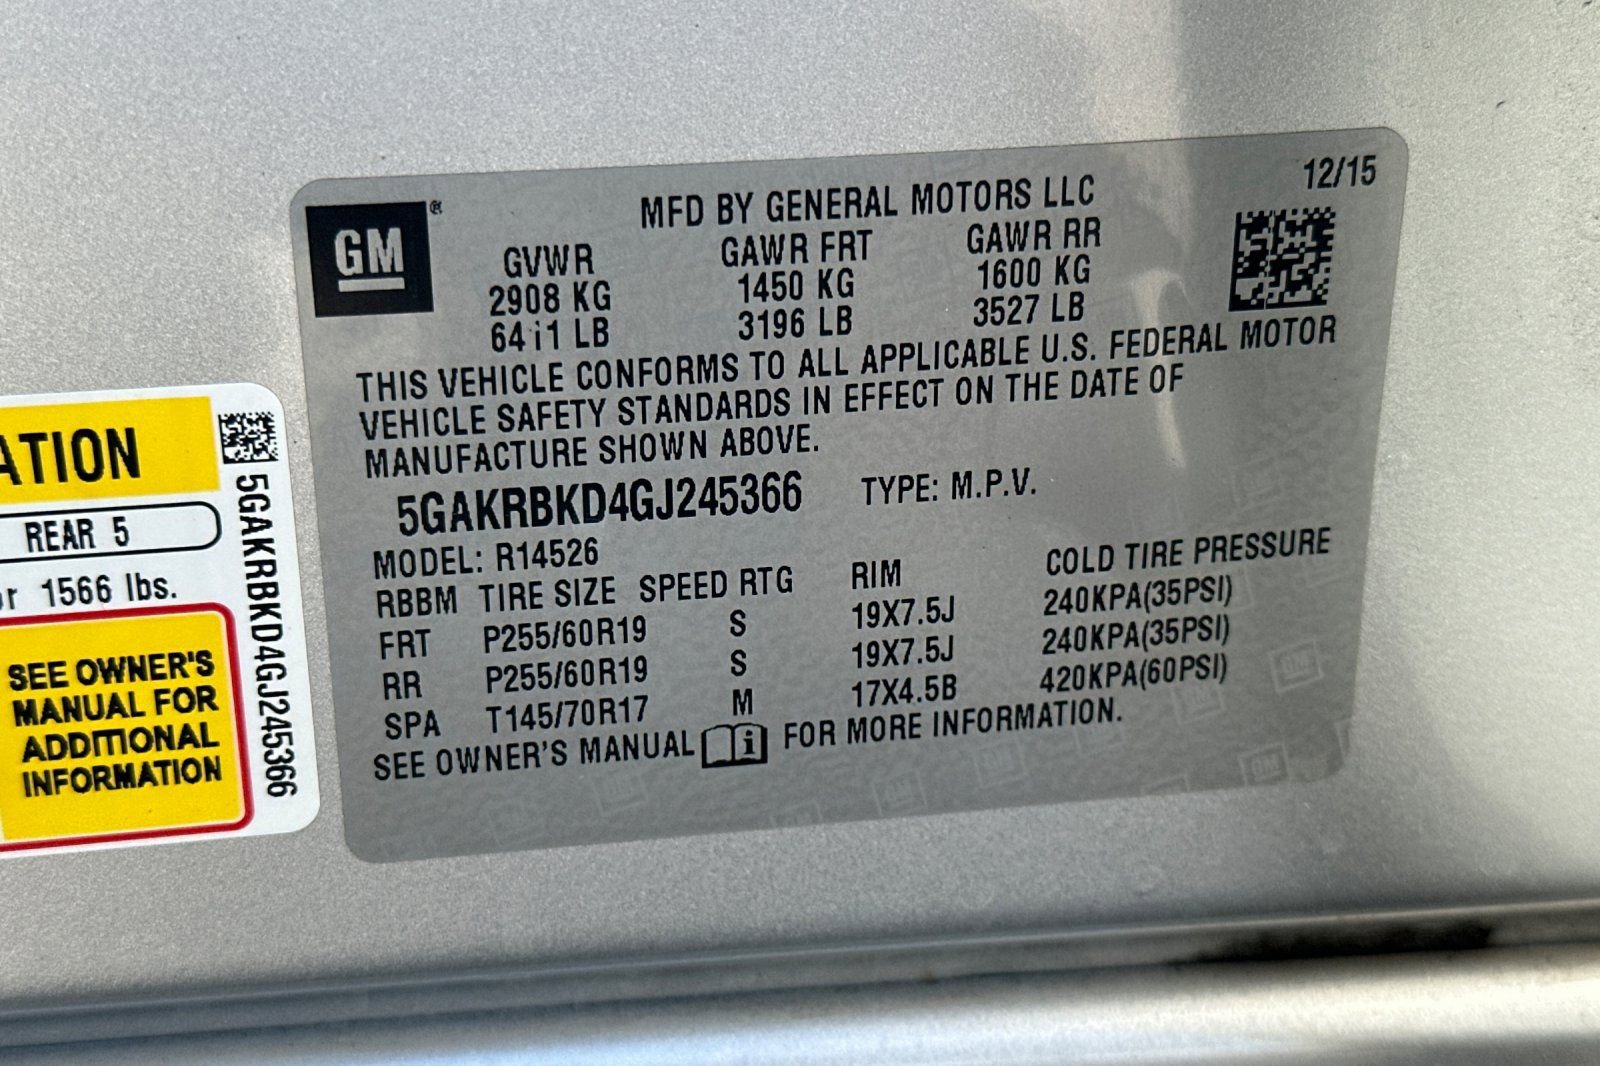 12/15
GM®
MFD BY GENERAL MOTORS LLC
GVWR GAWR FRT GAWR RR
2908 KG 1450 KG 1600 KG
6411 LB 3196 LB 3527 LB
THIS VEHICLE CONFORMS TO ALL APPLICABLE U.S. FEDERAL MOTOR
VEHICLE SAFETY STANDARDS IN EFFECT ON THE DATE OF
MANUFACTURE SHOWN ABOVE.
5GAKRBKD4GJ245366 TYPE: M.P.V.
MODEL: R14526
RBBM TIRE SIZE SPEED RTG RIM COLD TIRE PRESSURE
FRT P255/60R19 S 19X7.5J 240KPA(35PSI)
RR P255/60R19 S 19X7.5J 240KPA(35PSI)
SPA T145/70R17 M 17X4.5B 420KPA(60PSI)
SEE OWNER'S MANUAL i FOR MORE INFORMATION.
ATION
REAR 5
or 1566 lbs.
SEE OWNER'S
MANUAL FOR
ADDITIONAL
INFORMATION
5GAKRBKD4GJ245366